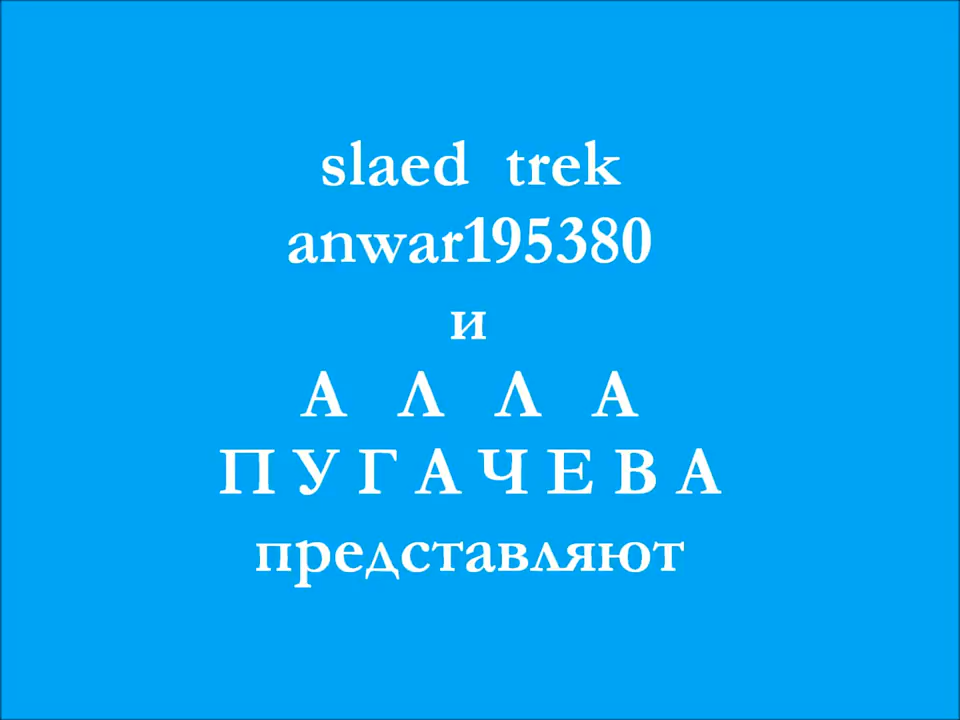 slaed trek
anwar195380
и
А Л Л А
П У Г А Ч Е В А
представляют